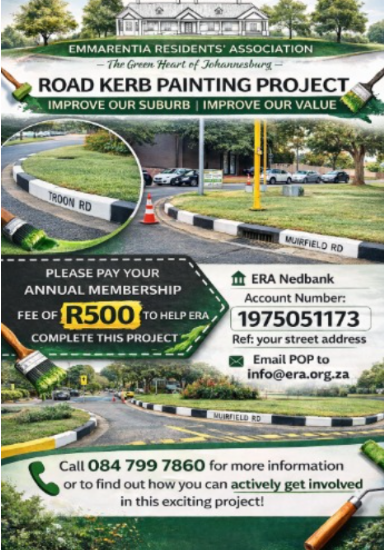 EMMARENTIA RESIDENTS' ASSOCIATION
– The Green Heart of Johannesburg –
ROAD KERB PAINTING PROJECT
IMPROVE OUR SUBURB | IMPROVE OUR VALUE
TROON RD
MUIRFIELD RD
PLEASE PAY YOUR
ANNUAL MEMBERSHIP
FEE OF R500 TO HELP ERA
COMPLETE THIS PROJECT
ERA Nedbank
Account Number:
1975051173
Ref: your street address
Email POP to
info@era.org.za
MUIRFIELD RD
Call 084 799 7860 for more information
or to find out how you can actively get involved
in this exciting project!